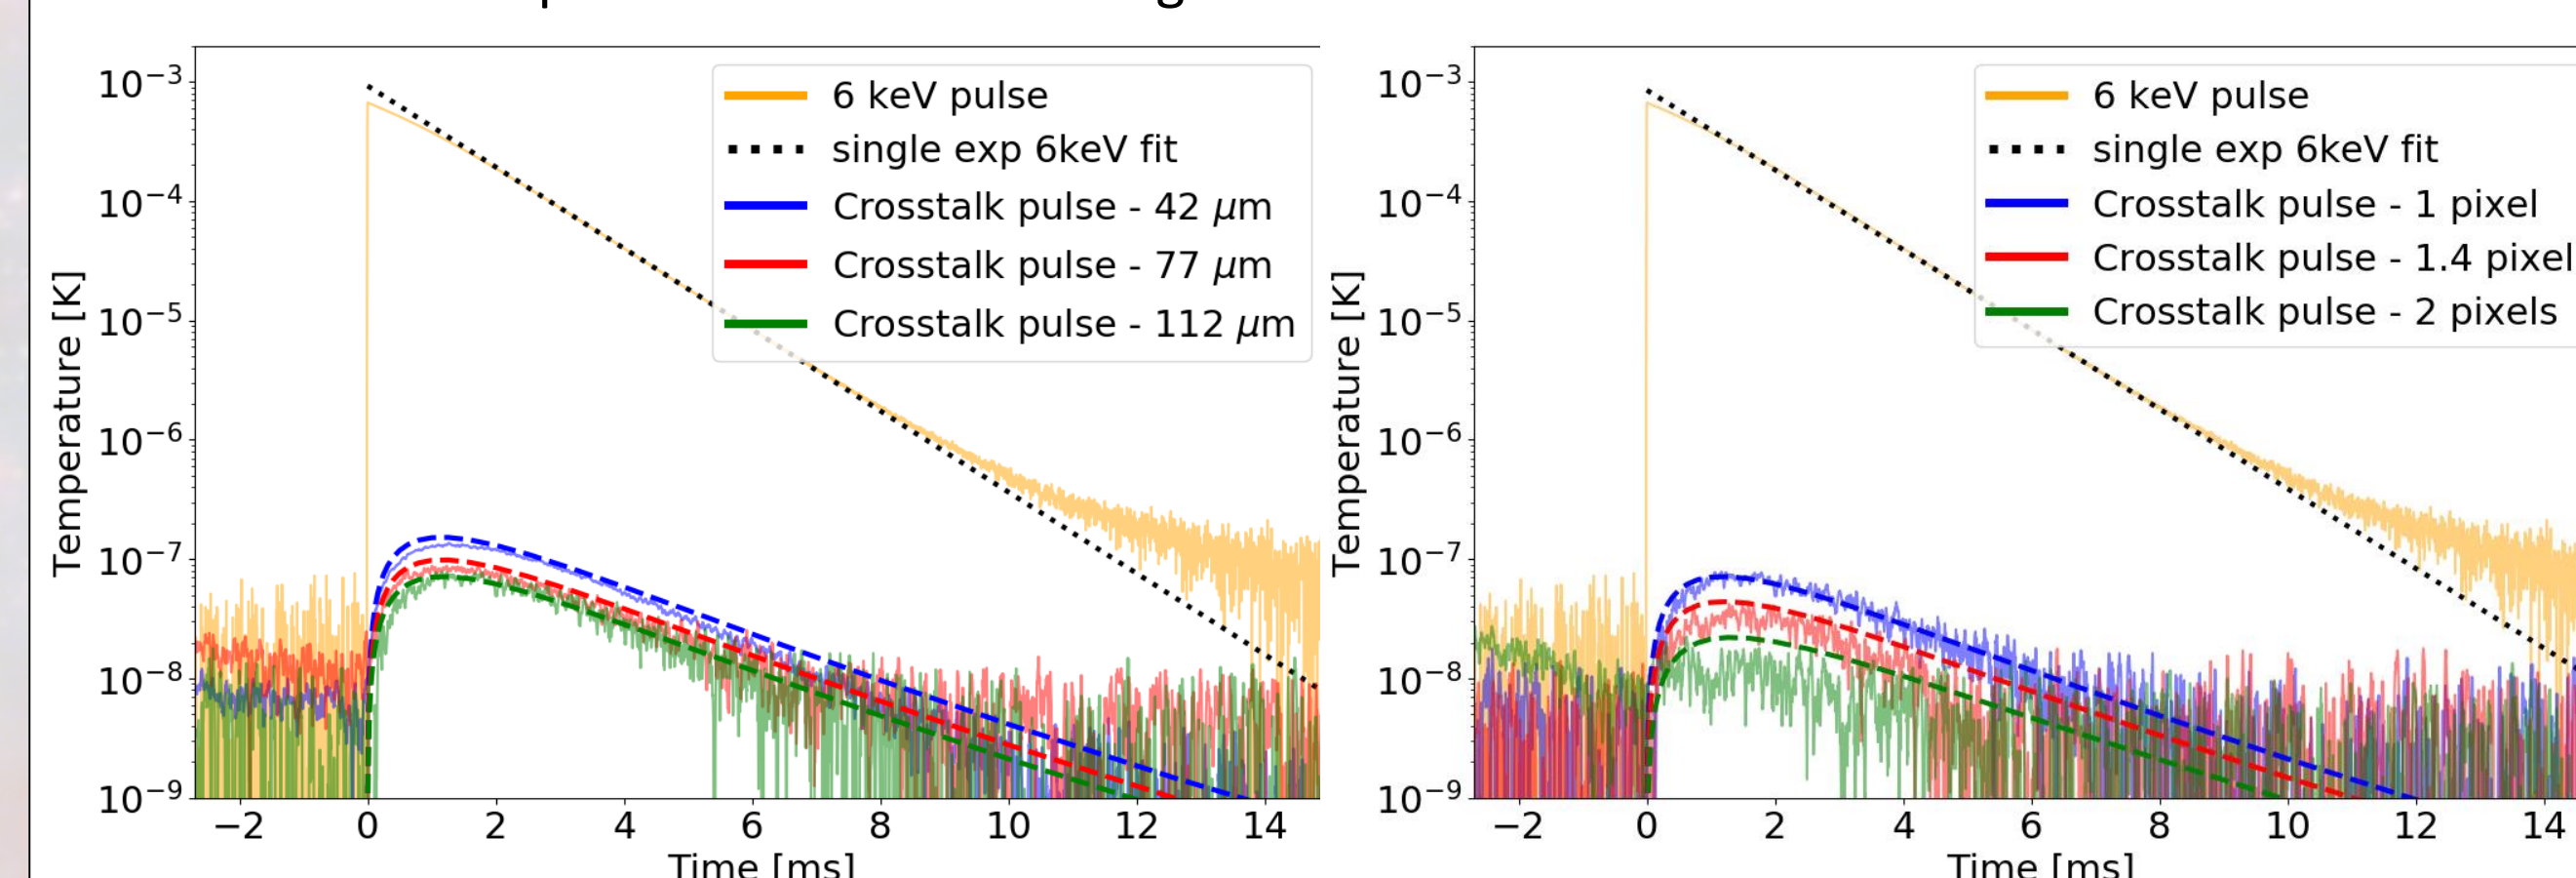 10⁻³
10⁻⁴
10⁻⁵
10⁻⁶
10⁻⁷
10⁻⁸
10⁻⁹
Temperature [K]
6 keV pulse
single exp 6keV fit
Crosstalk pulse - 42 μm
Crosstalk pulse - 77 μm
Crosstalk pulse - 112 μm
−2 0 2 4 6 8 10 12 14
Time [ms]
10⁻³
10⁻⁴
10⁻⁵
10⁻⁶
10⁻⁷
10⁻⁸
10⁻⁹
Temperature [K]
6 keV pulse
single exp 6keV fit
Crosstalk pulse - 1 pixel
Crosstalk pulse - 1.4 pixel
Crosstalk pulse - 2 pixels
−2 0 2 4 6 8 10 12 14
Time [ms]